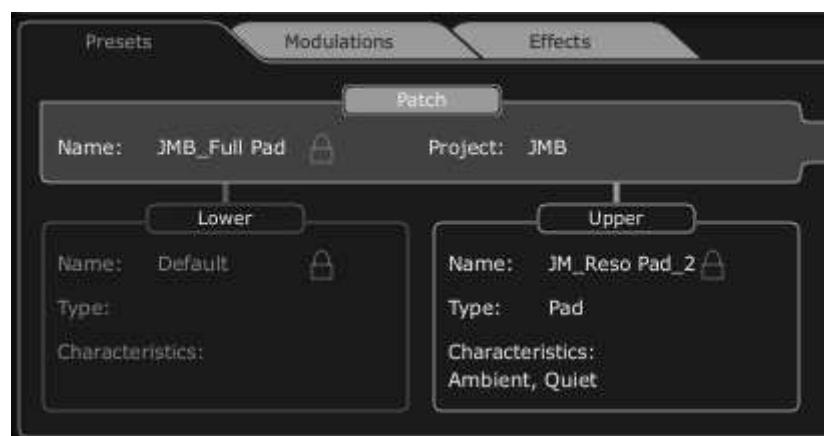 Presets Modulations Effects
Patch
Name: JMB_Full Pad Project: JMB
Lower
Name: Default
Type:
Characteristics:
Upper
Name: JM_Reso Pad_2
Type: Pad
Characteristics:
Ambient, Quiet